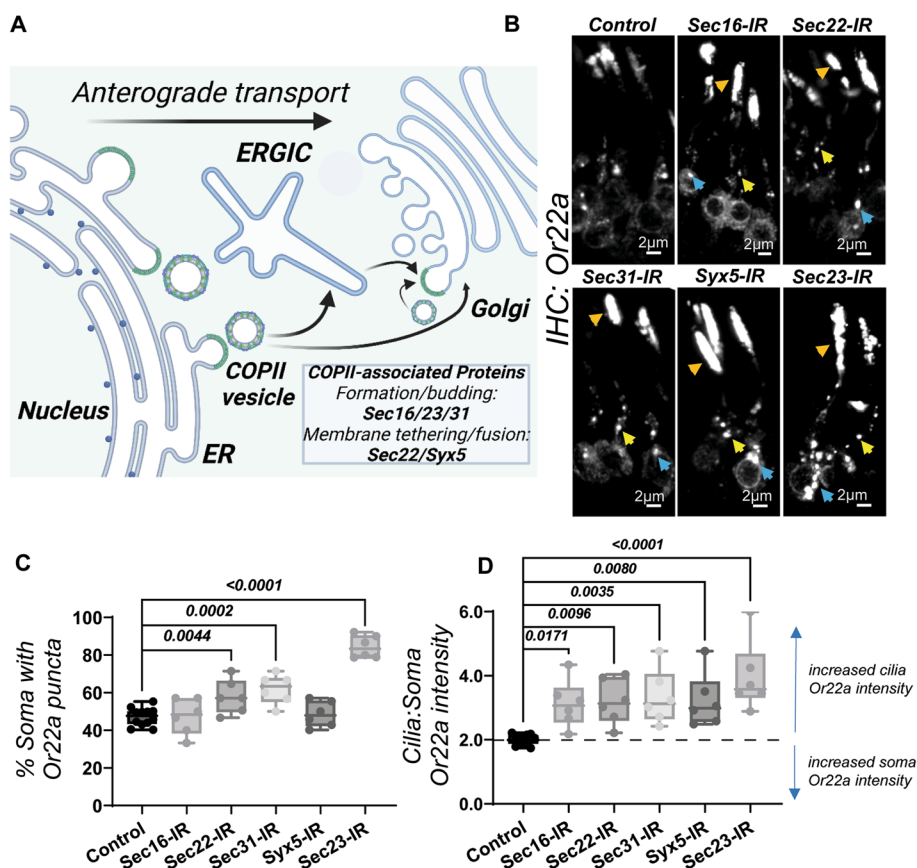 A
Anterograde transport
ERGIC
Golgi
COPII
vesicle
Nucleus
ER
COPII-associated Proteins
Formation/budding:
Sec16/23/31
Membrane tethering/fusion:
Sec22/Syx5
B
IHC: Or22a
Control
Sec16-IR
Sec22-IR
2μm
2μm
2μm
Sec31-IR
Syx5-IR
Sec23-IR
2μm
2μm
2μm
C
% Soma with
Or22a puncta
100
80
60
40
20
0
<0.0001
0.0002
0.0044
Control
Sec16-IR
Sec22-IR
Sec31-IR
Syx5-IR
Sec23-IR
D
Cilia:Soma
Or22a intensity
6.0
4.0
2.0
0.0
<0.0001
0.0080
0.0035
0.0096
0.0171
Control
Sec16-IR
Sec22-IR
Sec31-IR
Syx5-IR
Sec23-IR
increased cilia
Or22a intensity
increased soma
Or22a intensity